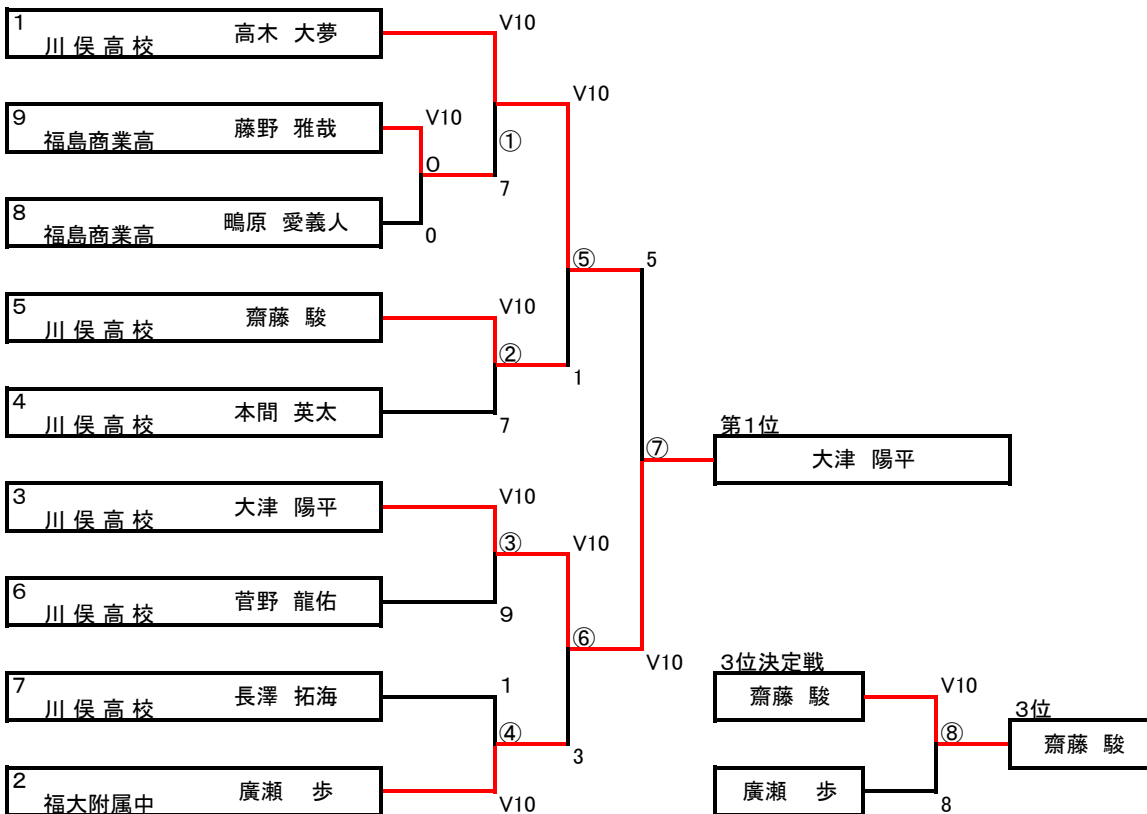 1
川俣高校 高木 大夢
V10
9
福島商業高 藤野 雅哉
V10
V10
①
0
7
8
福島商業高 鴫原 愛義人
0
⑤
5
5
川俣高校 齋藤 駿
V10
②
1
4
川俣高校 本間 英太
7
第1位
⑦
大津 陽平
3
川俣高校 大津 陽平
V10
③
V10
6
川俣高校 菅野 龍佑
9
⑥
V10
3位決定戦
7
川俣高校 長澤 拓海
1
齋藤 駿
V10
④
3
⑧
3位
齋藤 駿
2
福大附属中 廣瀬 歩
V10
廣瀬 歩
8